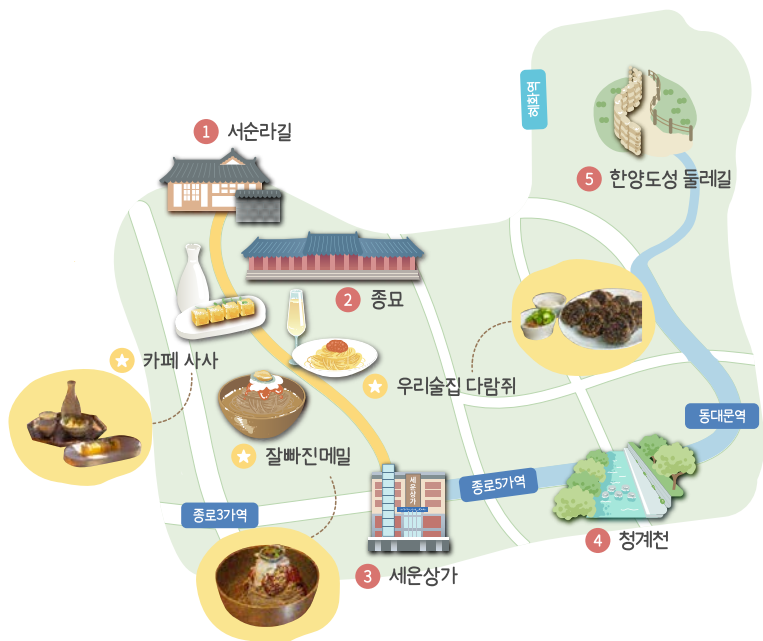 혜화역
1 서순라길
5 한양도성 둘레길
2 종묘
카페 사사
우리술집 다람쥐
동대문역
잘빠진메밀
세운상가
종로5가역
종로3가역
4 청계천
3 세운상가